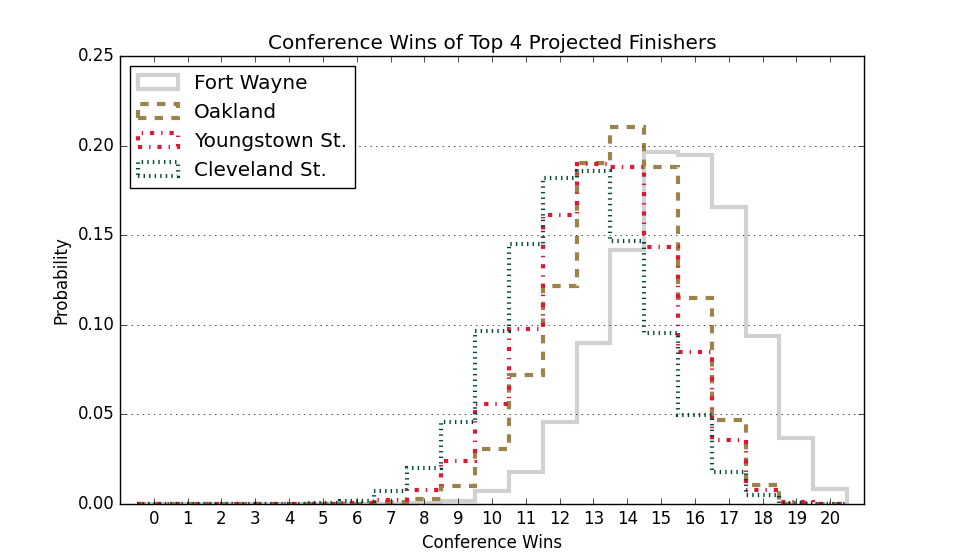 Conference Wins of Top 4 Projected Finishers
0.25
0.20
0.15
0.10
0.05
0.00
Probability
Fort Wayne
Oakland
Youngstown St.
Cleveland St.
0 1 2 3 4 5 6 7 8 9 10 11 12 13 14 15 16 17 18 19 20
Conference Wins